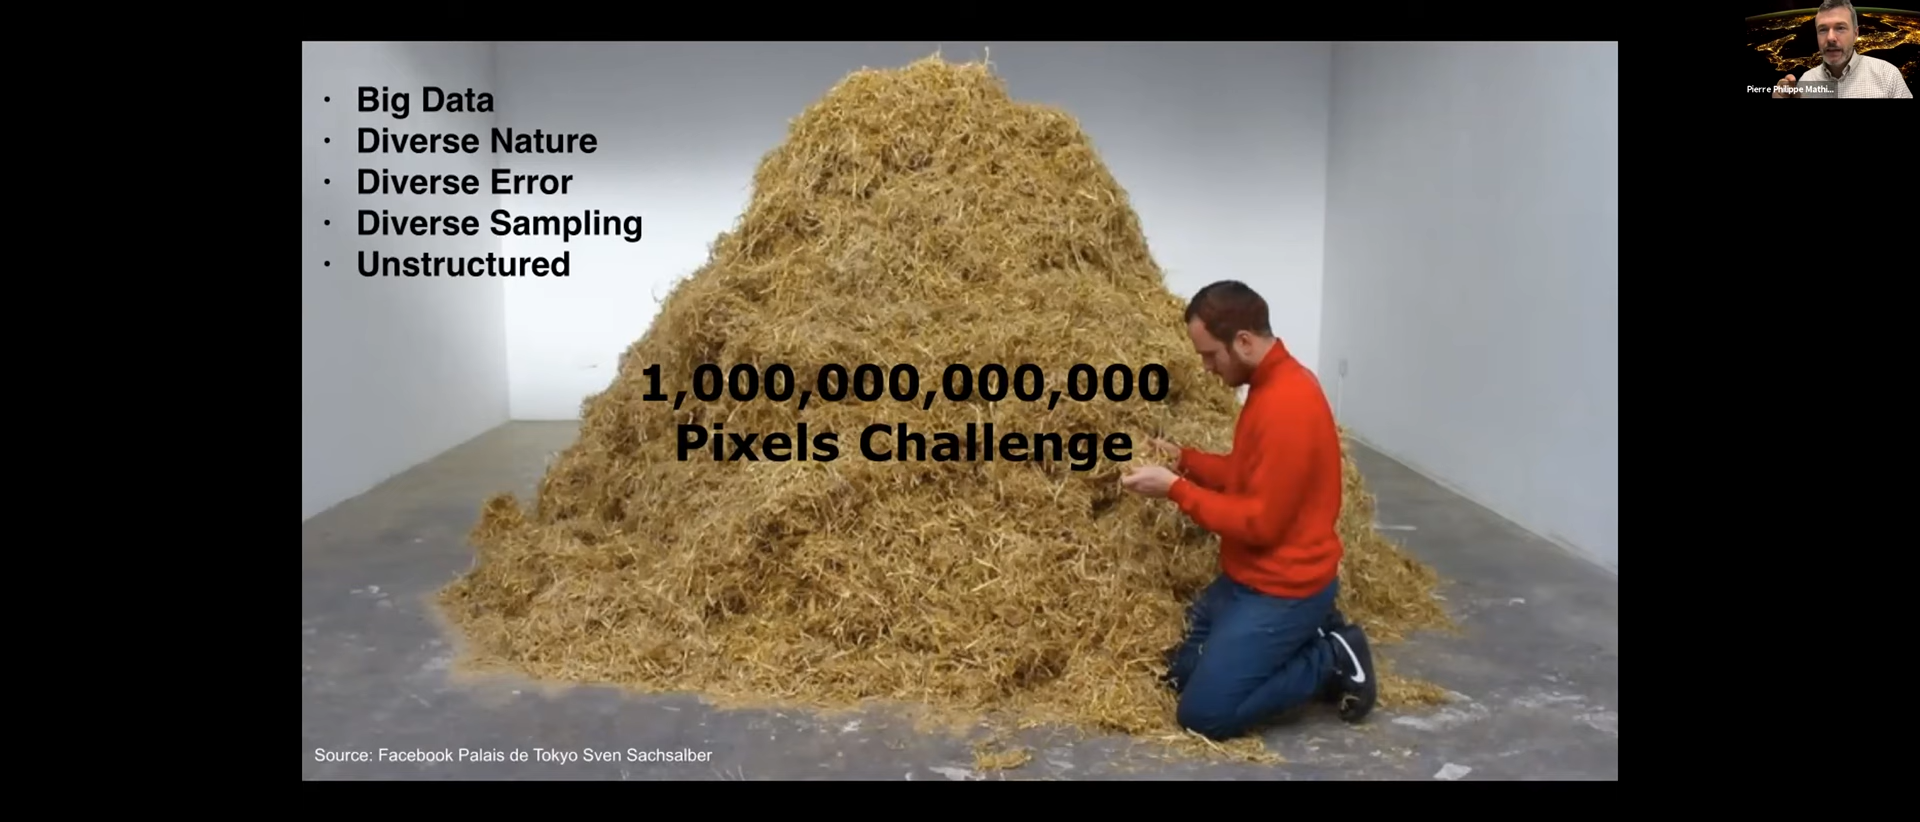 Big Data
Diverse Nature
Diverse Error
Diverse Sampling
Unstructured
1,000,000,000,000
Pixels Challenge
Source: Facebook Palais de Tokyo Sven Sachsalber
Pierre Philippe Mathi...